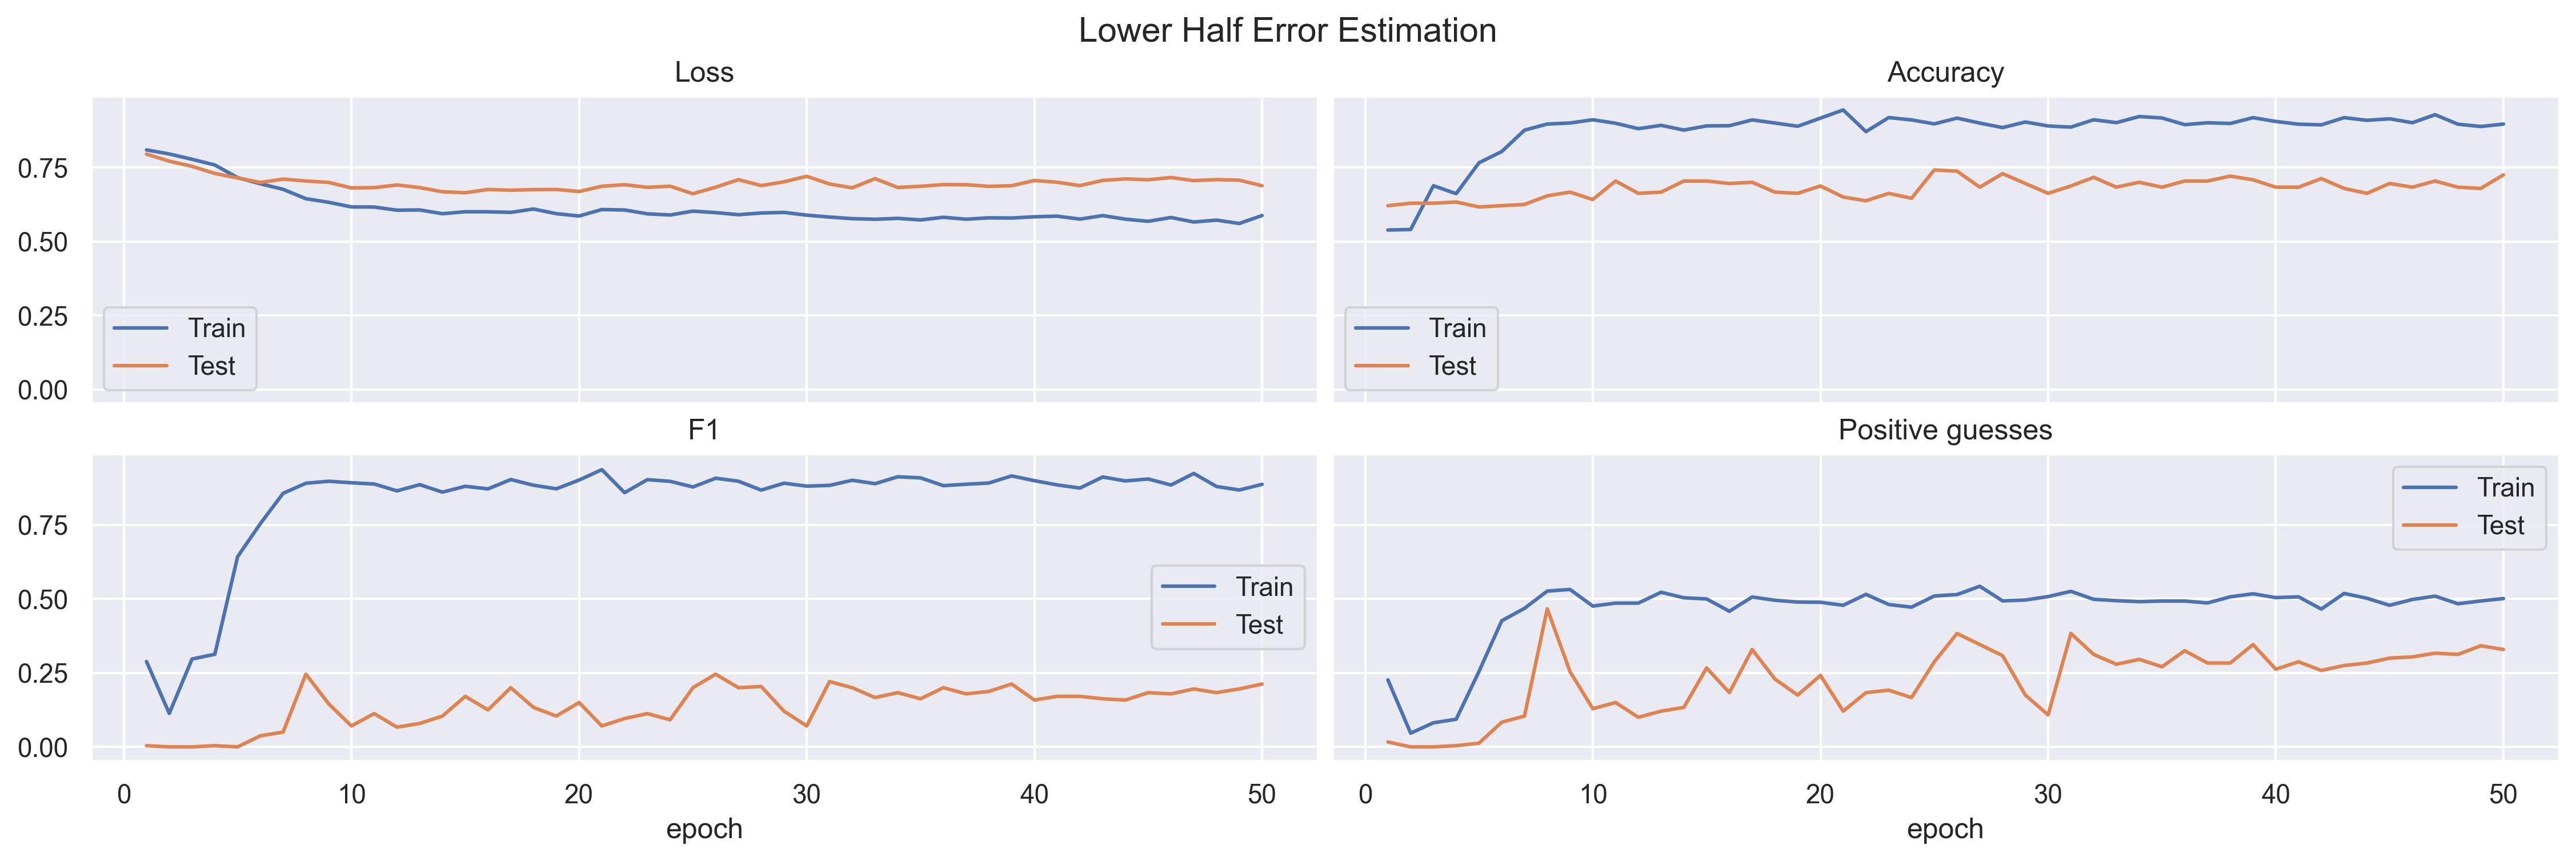 Lower Half Error Estimation
Loss
Accuracy
0.75
0.50
0.25
0.00
Train
Test
Train
Test
F1
Positive guesses
0.75
0.50
0.25
0.00
Train
Test
Train
Test
0 10 20 30 40 50
0 10 20 30 40 50
epoch
epoch